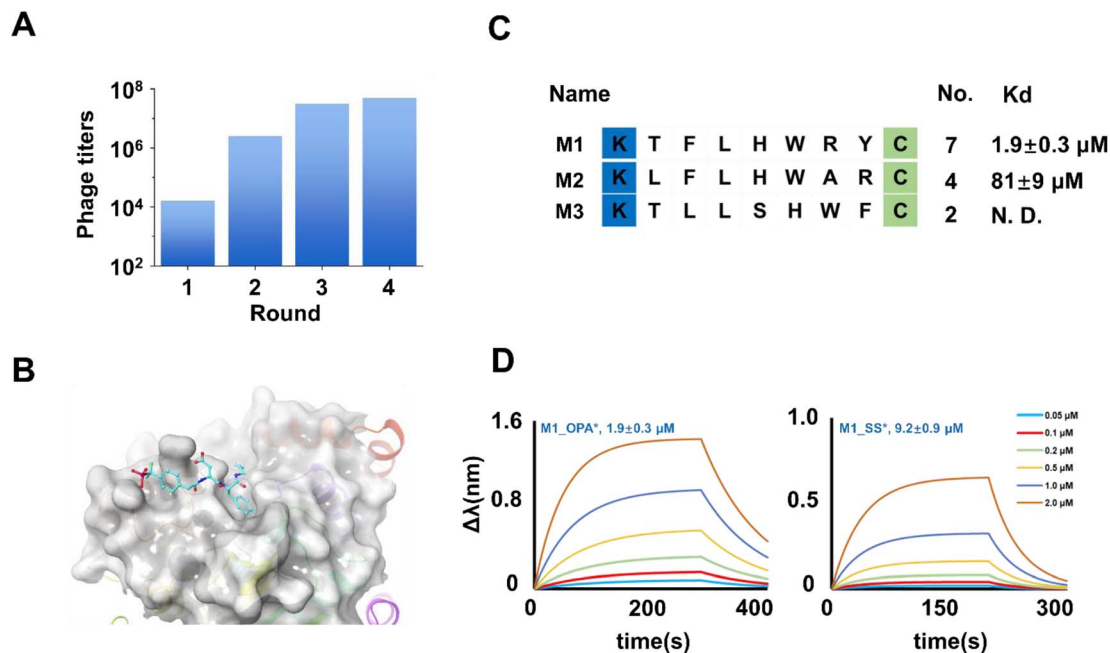 A
Phage titers
10⁸
10⁶
10⁴
10²
1 2 3 4
Round
B
C
Name No. Kd
M1 K T F L H W R Y C 7 1.9±0.3 μM
M2 K L F L H W A R C 4 81±9 μM
M3 K T L L S H W F C 2 N. D.
D
Δλ(nm)
1.6
0.8
0
M1_OPA*, 1.9±0.3 μM
0 200 400
time(s)
1.0
0.5
0
M1_SS*, 9.2±0.9 μM
0 150 300
time(s)
0.05 μM
0.1 μM
0.2 μM
0.5 μM
1.0 μM
2.0 μM